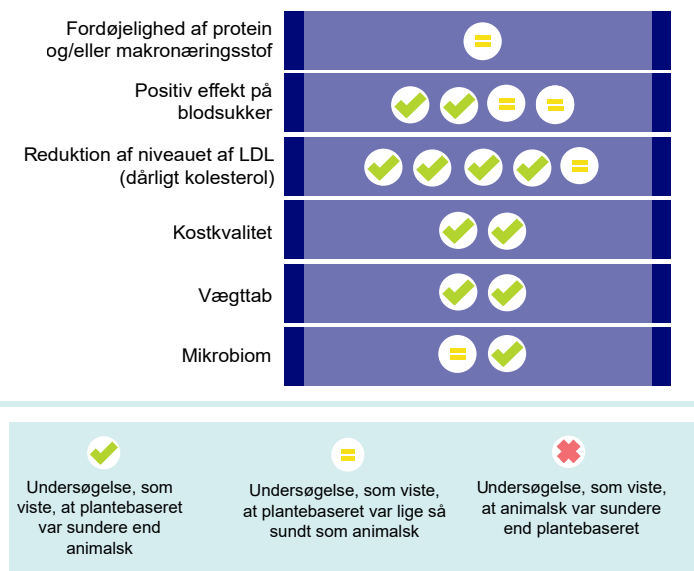 Fordøjelighed af protein
og/eller makronæringsstof
Positiv effekt på
blodsukker
Reduktion af niveauet af LDL
(dårligt kolesterol)
Kostkvalitet
Vægttab
Mikrobiom
Undersøgelse, som
viste, at plantebaseret
var sundere end
animalsk
Undersøgelse, som viste,
at plantebaseret var lige så
sundt som animalsk
Undersøgelse, som viste,
at animalsk var sundere
end plantebaseret